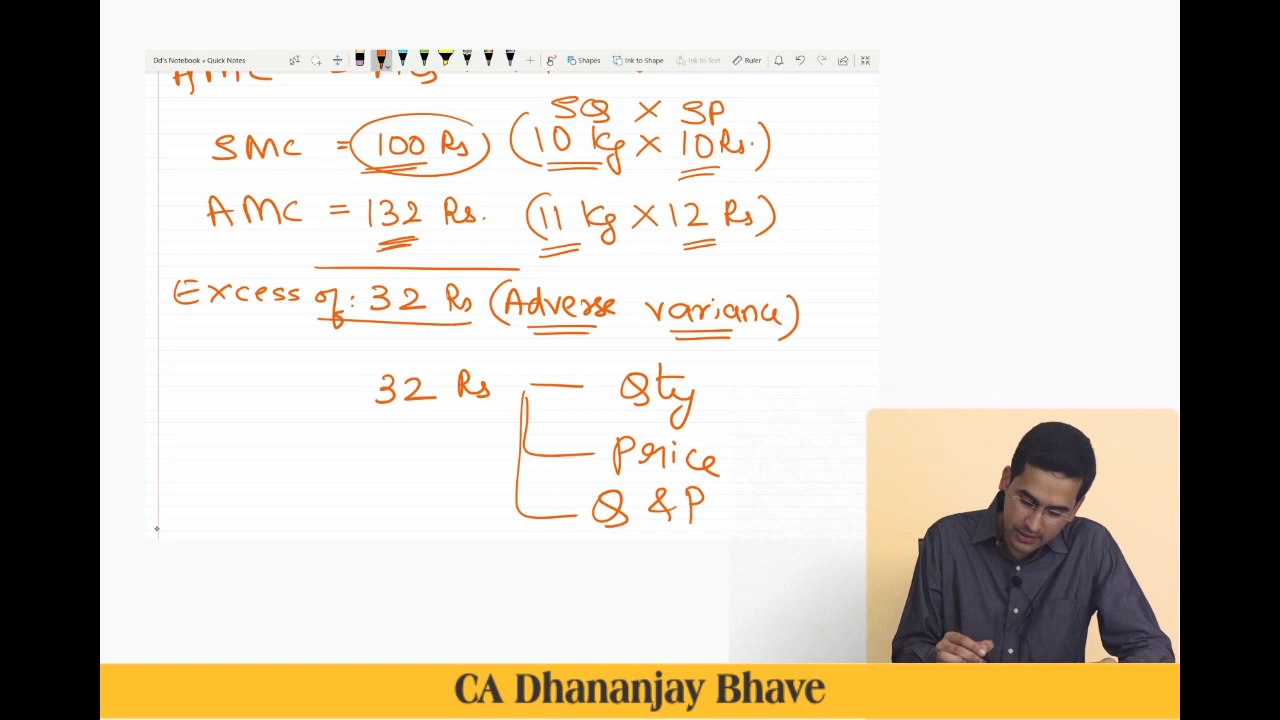 Dd's Notebook » Quick Notes
Shapes
Ink to Shape
Ink to Text
Ruler
AMC =
SQ X SP
SMC = 100 Rs (10 kg X 10 Rs.)
AMC = 132 Rs. (11 kg X 12 Rs)
Excess of: 32 Rs (Adverse variance)
32 Rs — Qty
Price
Q & P
CA Dhananjay Bhave